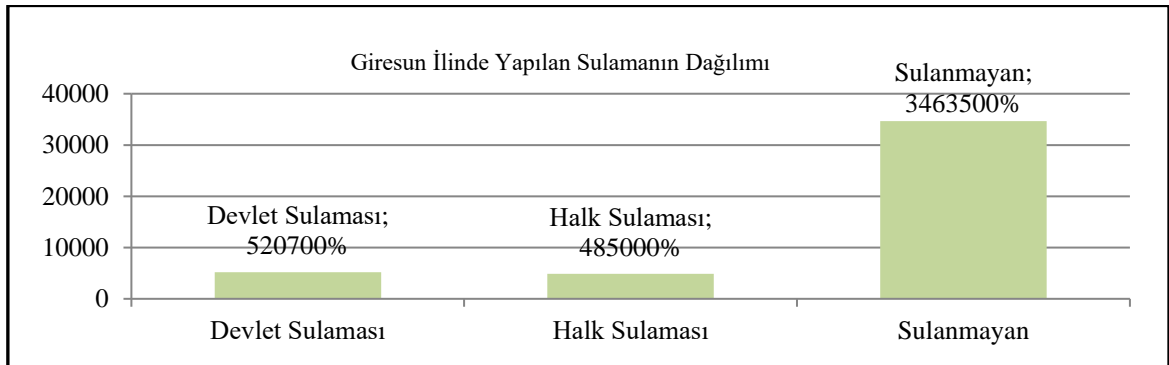 Giresun İlinde Yapılan Sulamanın Dağılımı
40000
30000
20000
10000
0
Devlet Sulaması;
520700%
Halk Sulaması;
485000%
Sulanmayan;
3463500%
Devlet Sulaması
Halk Sulaması
Sulanmayan